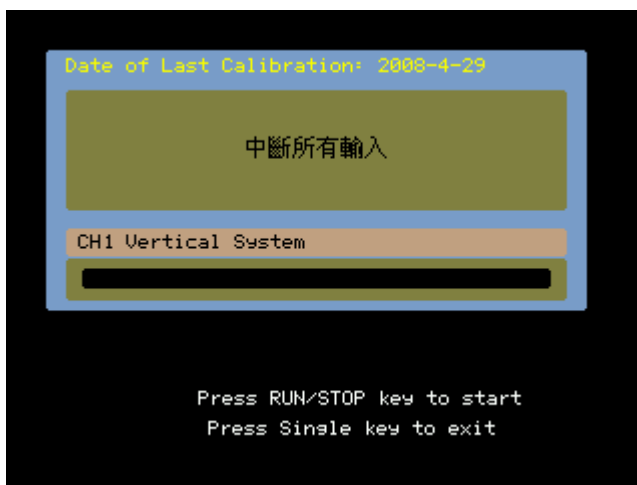 Date of Last Calibration: 2008-4-29
中斷所有輸入
CH1 Vertical System
Press RUN/STOP key to start
Press Single key to exit